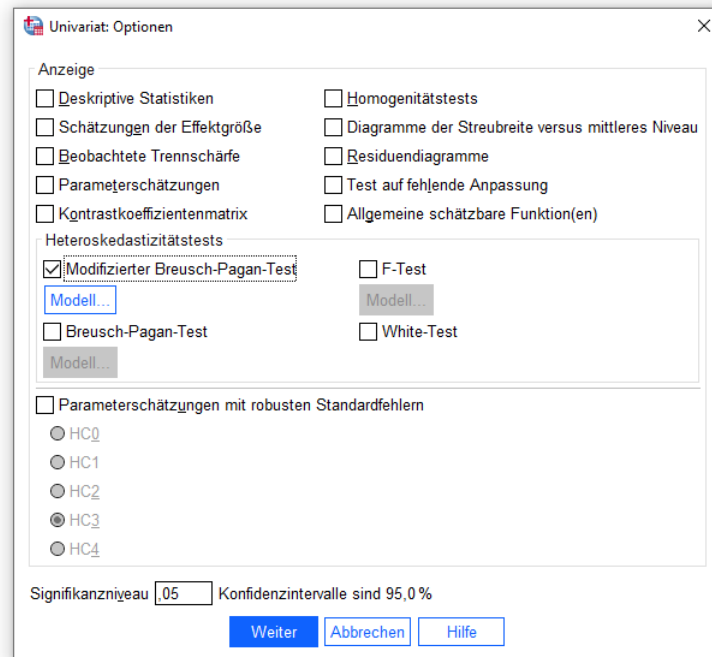 Univariat: Optionen
Anzeige
Deskriptive Statistiken
Homogenitätstests
Schätzungen der Effektgröße
Diagramme der Streubreite versus mittleres Niveau
Beobachtete Trennschärfe
Residuendiagramme
Parameterschätzungen
Test auf fehlende Anpassung
Kontrastkoeffizientenmatrix
Allgemeine schätzbare Funktion(en)
Heteroskedastizitätstests
Modifizierter Breusch-Pagan-Test
F-Test
Modell...
Modell...
Breusch-Pagan-Test
White-Test
Modell...
Parameterschätzungen mit robusten Standardfehlern
HC0
HC1
HC2
HC3
HC4
Signifikanzniveau ,05 Konfidenzintervalle sind 95,0 %
Weiter Abbrechen Hilfe